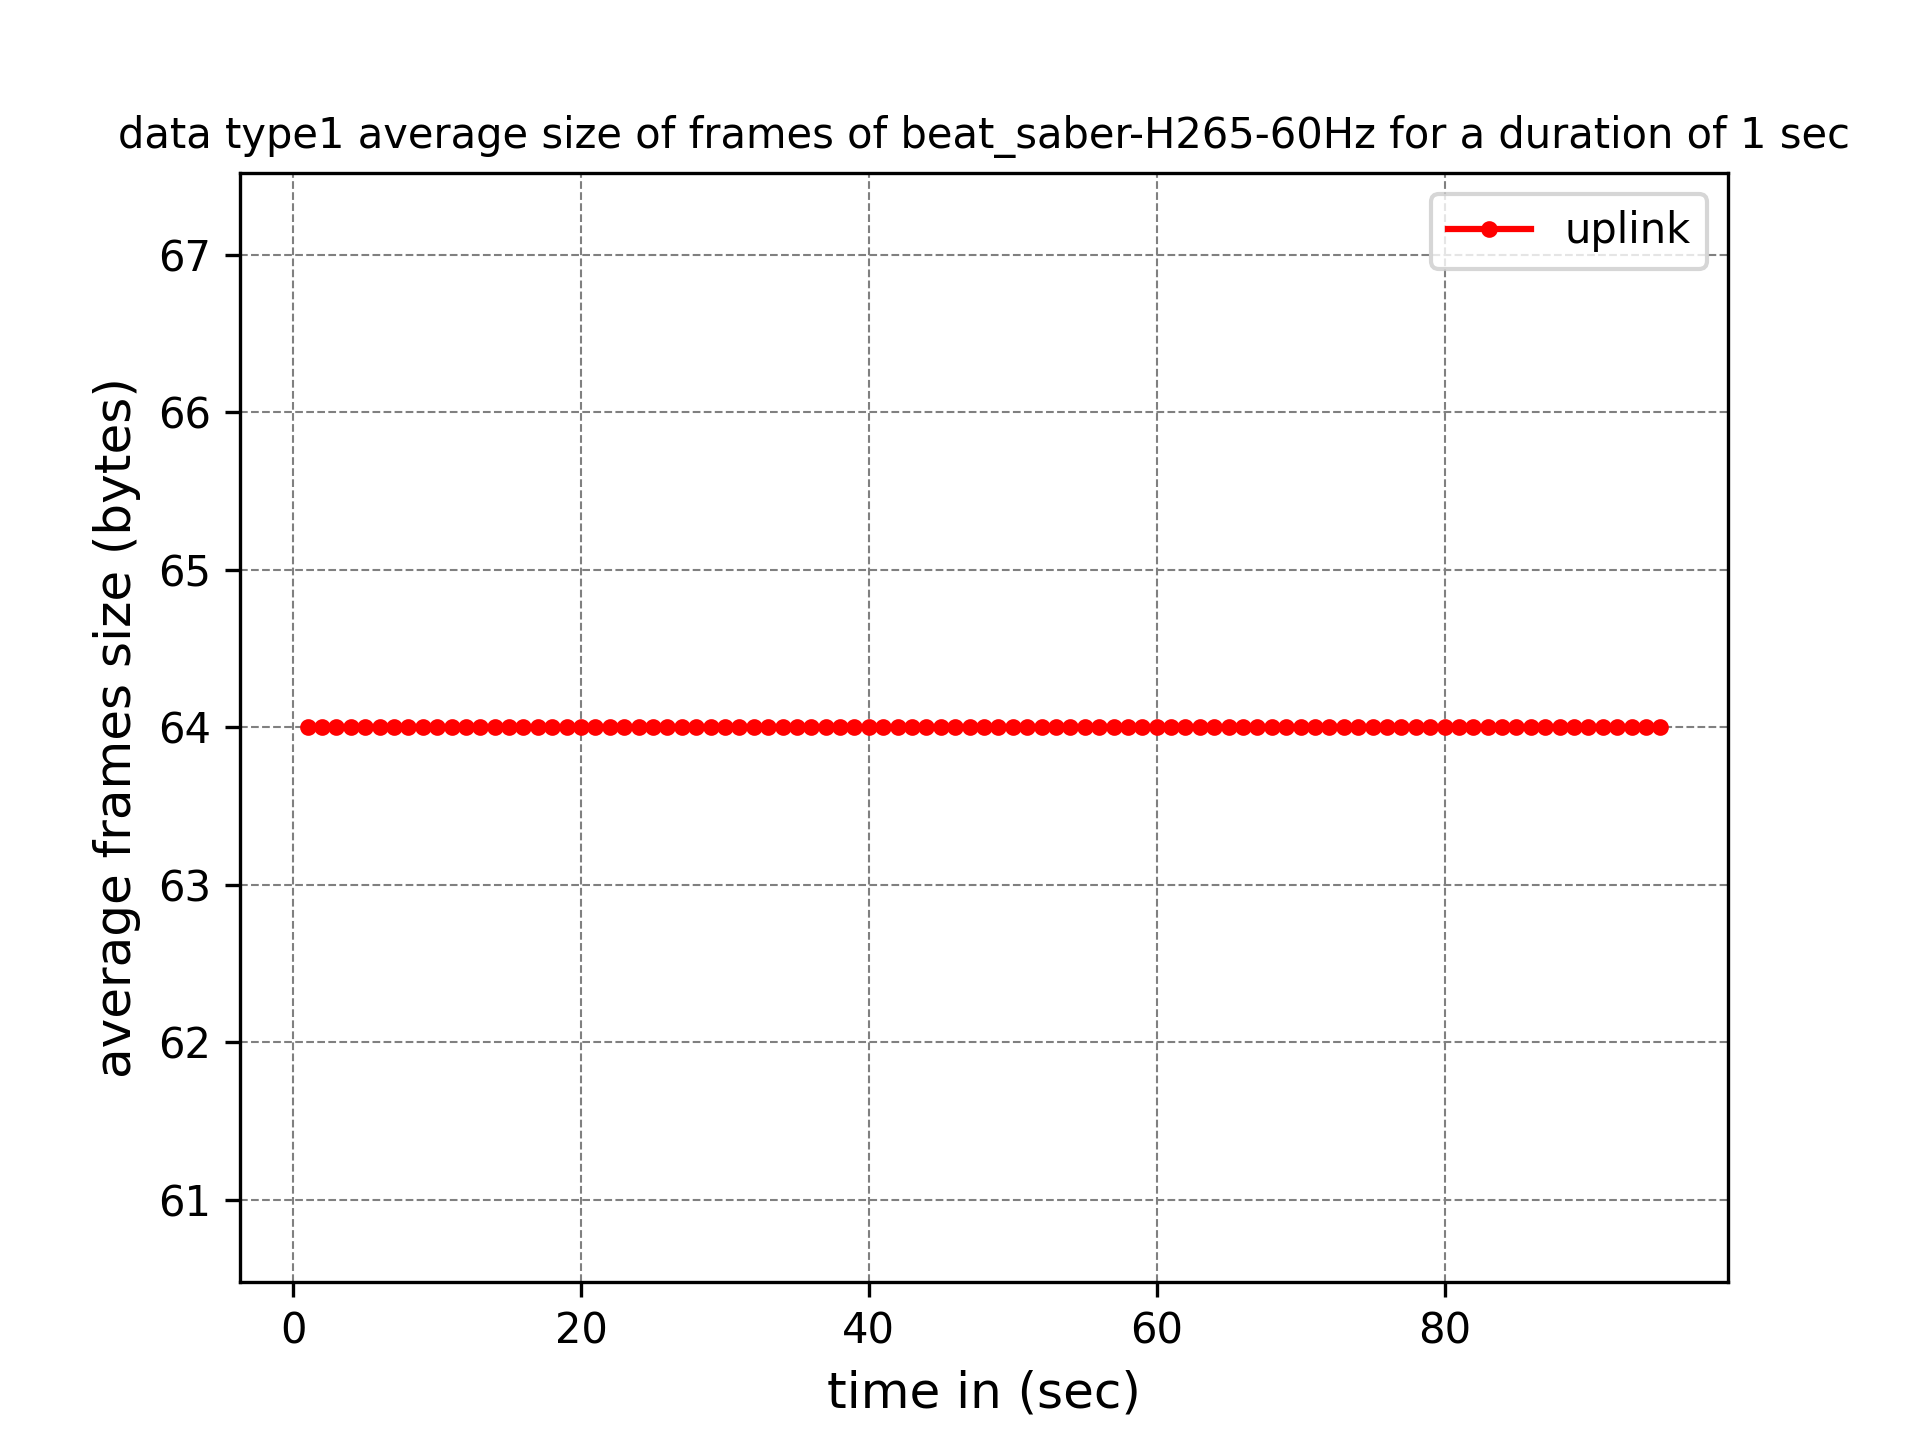 data type1 average size of frames of beat_saber-H265-60Hz for a duration of 1 sec
uplink
average frames size (bytes)
67
66
65
64
63
62
61
0 20 40 60 80
time in (sec)